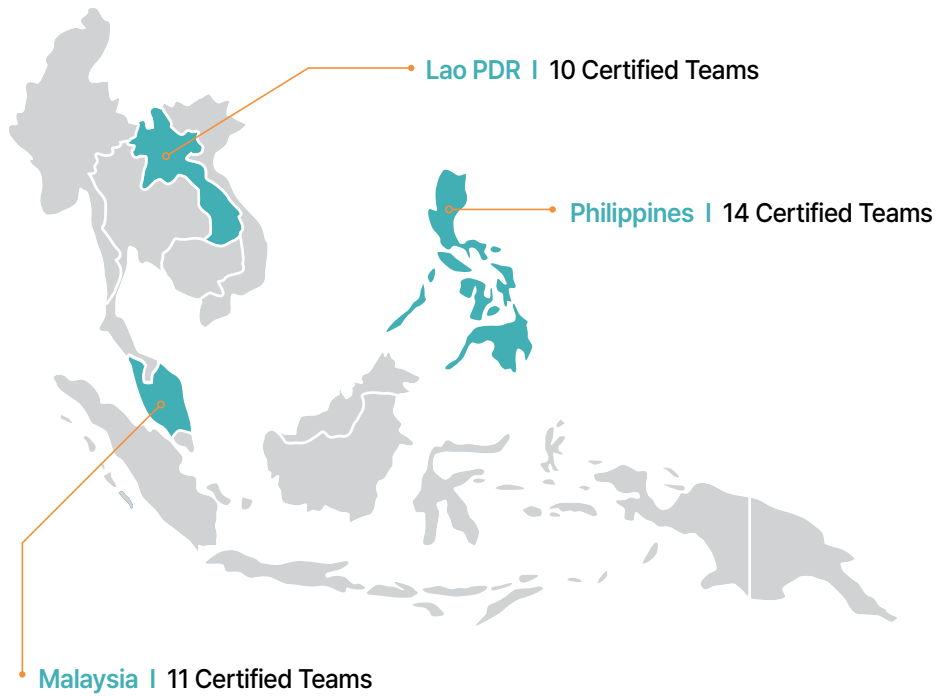 Lao PDR | 10 Certified Teams
Philippines | 14 Certified Teams
Malaysia | 11 Certified Teams